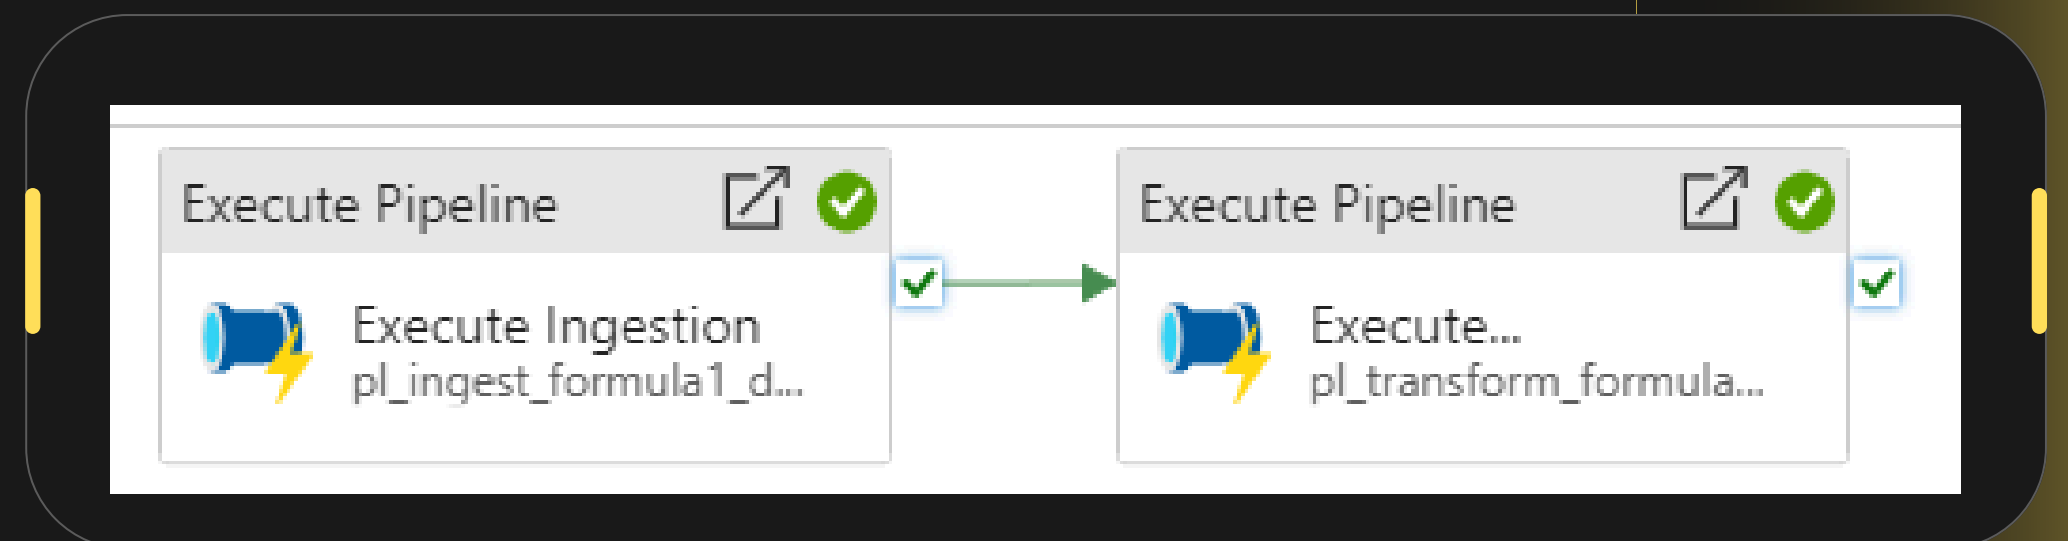 Execute Pipeline
Execute Ingestion
pl_ingest_formula1_d...
Execute Pipeline
Execute...
pl_transform_formula...